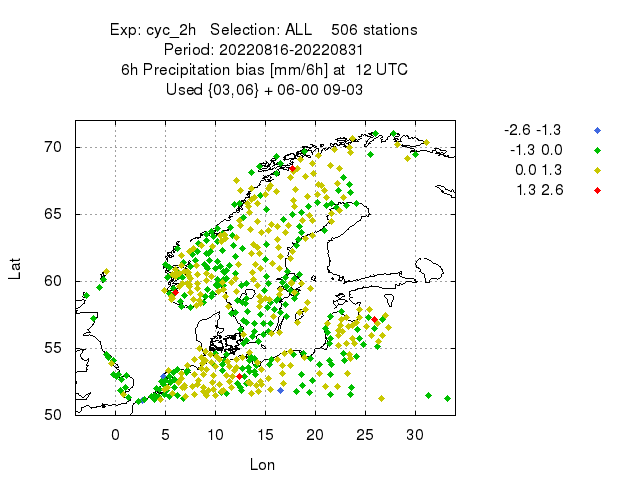 Exp: cyc_2h   Selection: ALL    506 stations
Period: 20220816-20220831
6h Precipitation bias [mm/6h] at  12 UTC
Used {03,06} + 06-00 09-03
-2.6 -1.3
-1.3 0.0
0.0 1.3
1.3 2.6
70
65
60
55
50
Lat
0 5 10 15 20 25 30
Lon